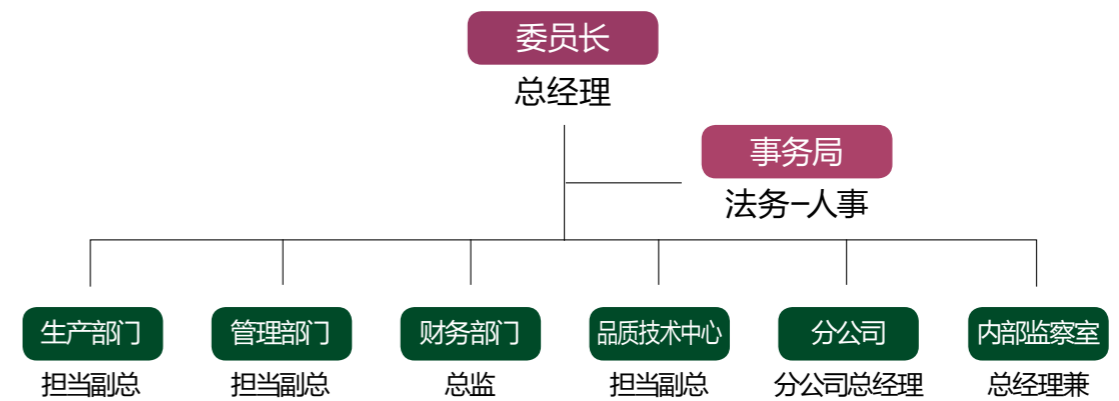 委员长
总经理
事务局
法务-人事
生产部门
管理部门
财务部门
品质技术中心
分公司
内部监察室
担当副总
担当副总
总监
担当副总
分公司总经理
总经理兼